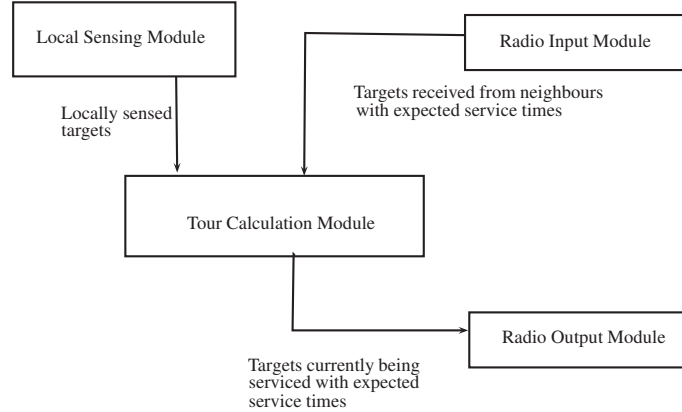 Local Sensing Module
Radio Input Module
Locally sensed
targets
Targets received from neighbours
with expected service times
Tour Calculation Module
Radio Output Module
Targets currently being
serviced with expected
service times